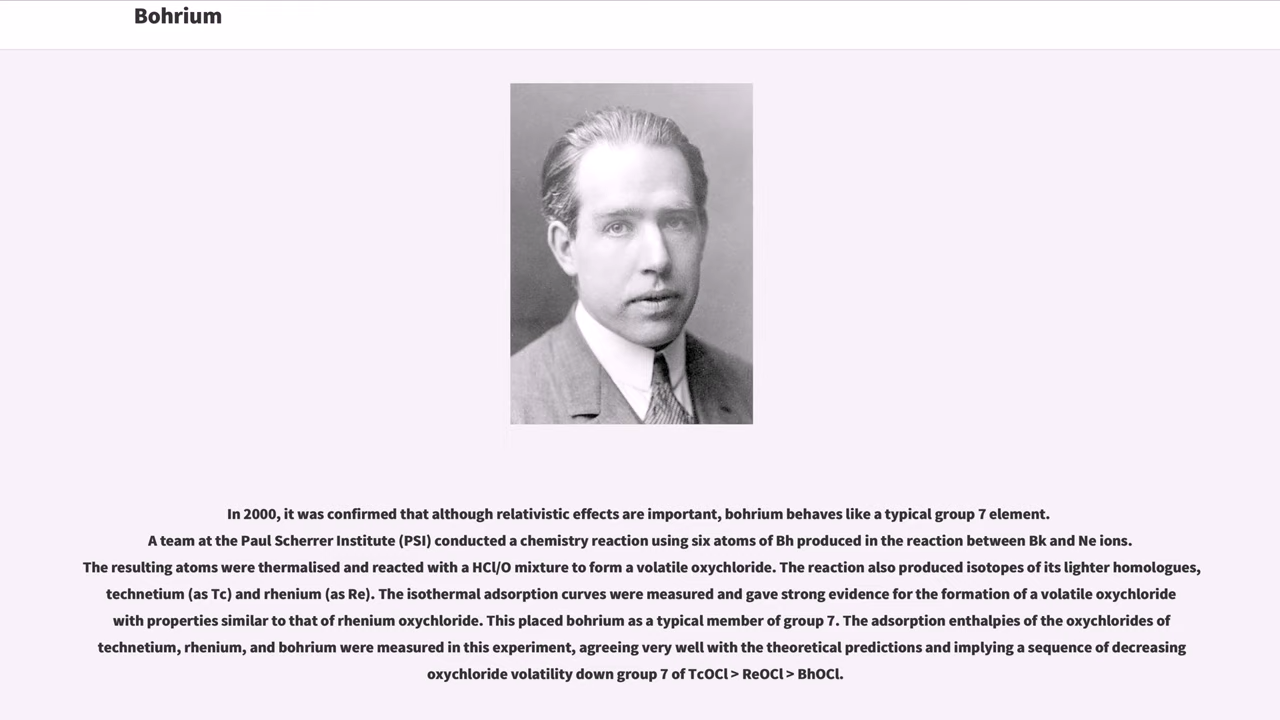 Bohrium
In 2000, it was confirmed that although relativistic effects are important, bohrium behaves like a typical group 7 element.
A team at the Paul Scherrer Institute (PSI) conducted a chemistry reaction using six atoms of Bh produced in the reaction between Bk and Ne ions.
The resulting atoms were thermalised and reacted with a HCl/O mixture to form a volatile oxychloride. The reaction also produced isotopes of its lighter homologues,
technetium (as Tc) and rhenium (as Re). The isothermal adsorption curves were measured and gave strong evidence for the formation of a volatile oxychloride
with properties similar to that of rhenium oxychloride. This placed bohrium as a typical member of group 7. The adsorption enthalpies of the oxychlorides of
technetium, rhenium, and bohrium were measured in this experiment, agreeing very well with the theoretical predictions and implying a sequence of decreasing
oxychloride volatility down group 7 of TcOCl > ReOCl > BhOCl.